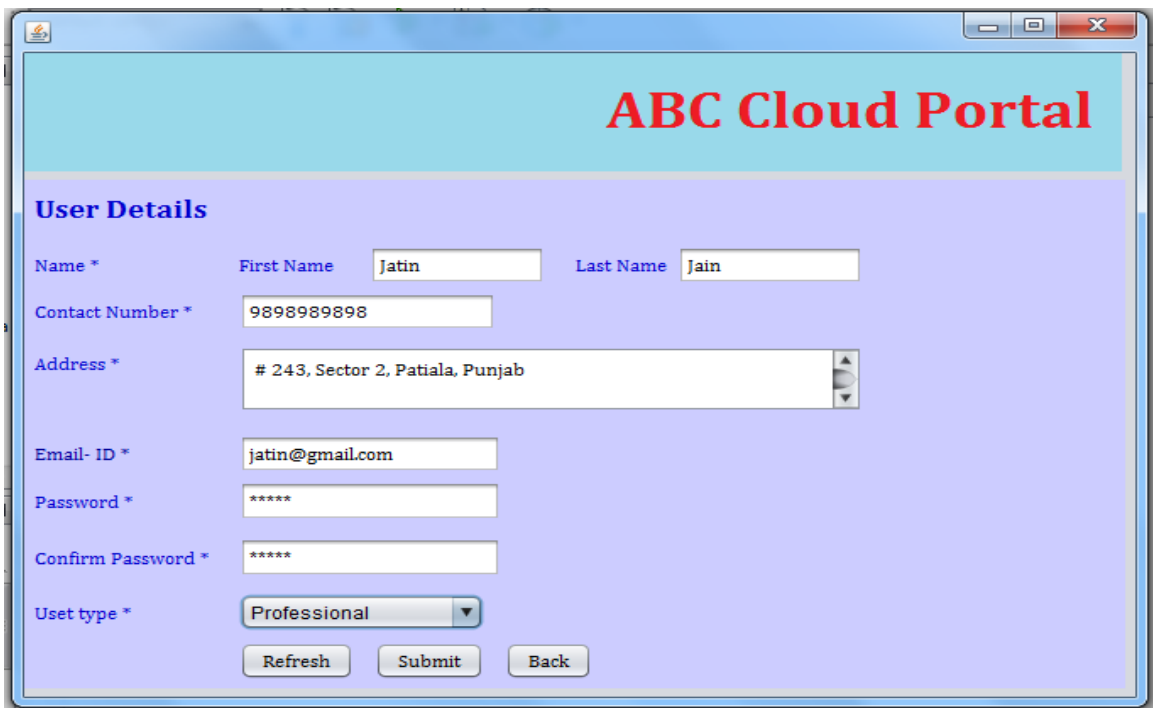 ABC Cloud Portal
User Details
Name * First Name Jatin Last Name Jain
Contact Number * 9898989898
Address * # 243, Sector 2, Patiala, Punjab
Email- ID * jatin@gmail.com
Password * *****
Confirm Password * *****
Uset type * Professional
Refresh Submit Back